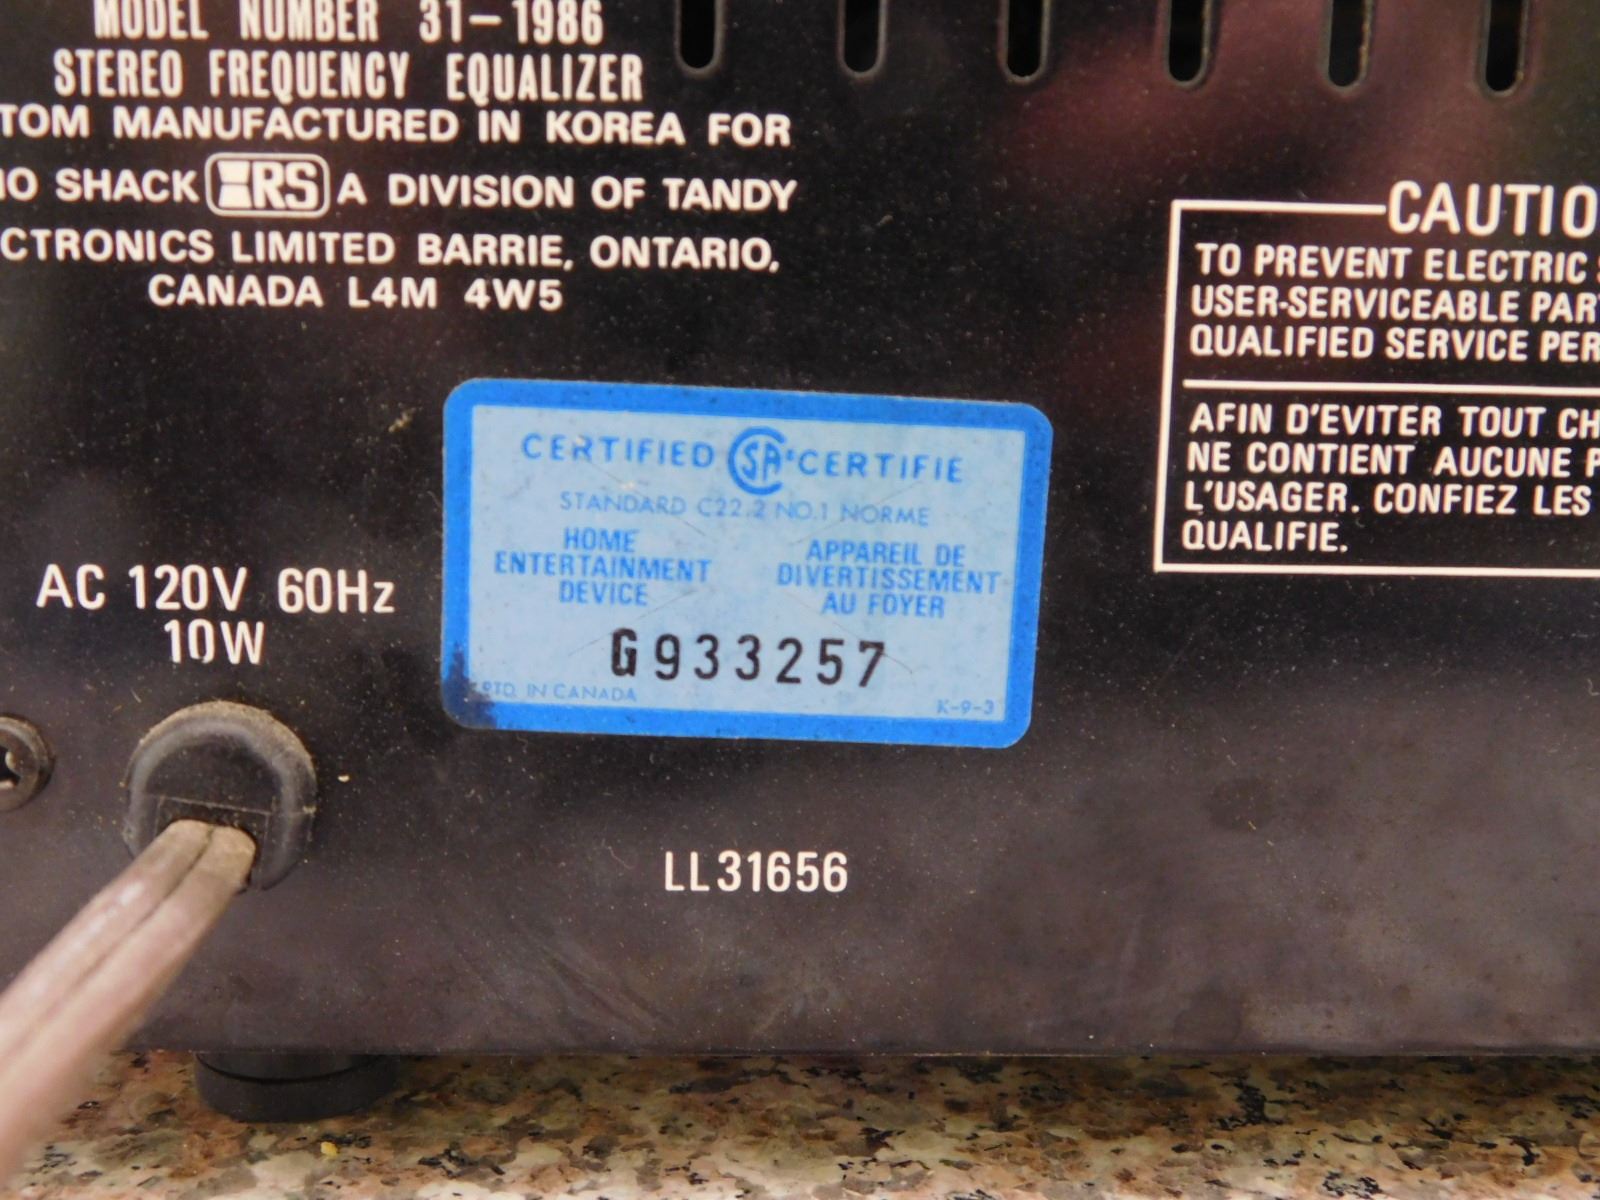 MODEL NUMBER 31-1986
STEREO FREQUENCY EQUALIZER
TOM MANUFACTURED IN KOREA FOR
IO SHACK RS A DIVISION OF TANDY
CTRONICS LIMITED BARRIE, ONTARIO,
CANADA L4M 4W5
CAUTIO
TO PREVENT ELECTRIC
USER-SERVICEABLE PAR
QUALIFIED SERVICE PER
AFIN D'EVITER TOUT CH
NE CONTIENT AUCUNE P
L'USAGER. CONFIEZ LES
QUALIFIE.
CERTIFIED CSA CERTIFIE
STANDARD C22.2 NO.1 NORME
HOME
ENTERTAINMENT
DEVICE
APPAREIL DE
DIVERTISSEMENT
AU FOYER
G933257
PTD. IN CANADA
K-9-3
AC 120V 60Hz
10W
LL31656